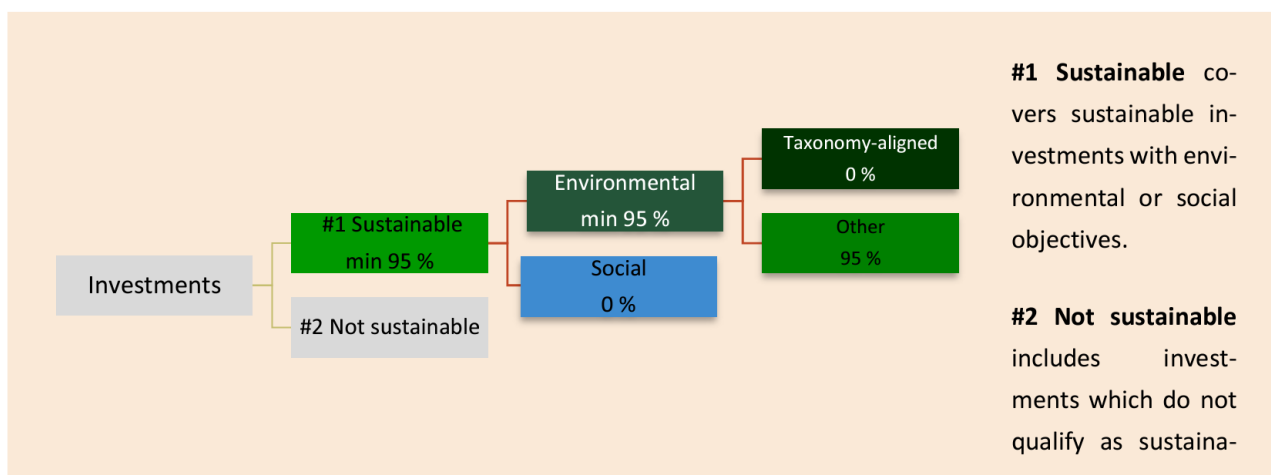 Investments
#1 Sustainable
min 95 %
#2 Not sustainable
Environmental
min 95 %
Social
0 %
Taxonomy-aligned
0 %
Other
95 %
#1 Sustainable co-
vers sustainable in-
vestments with envi-
ronmental or social
objectives.
#2 Not sustainable
includes invest-
ments which do not
qualify as sustaina-